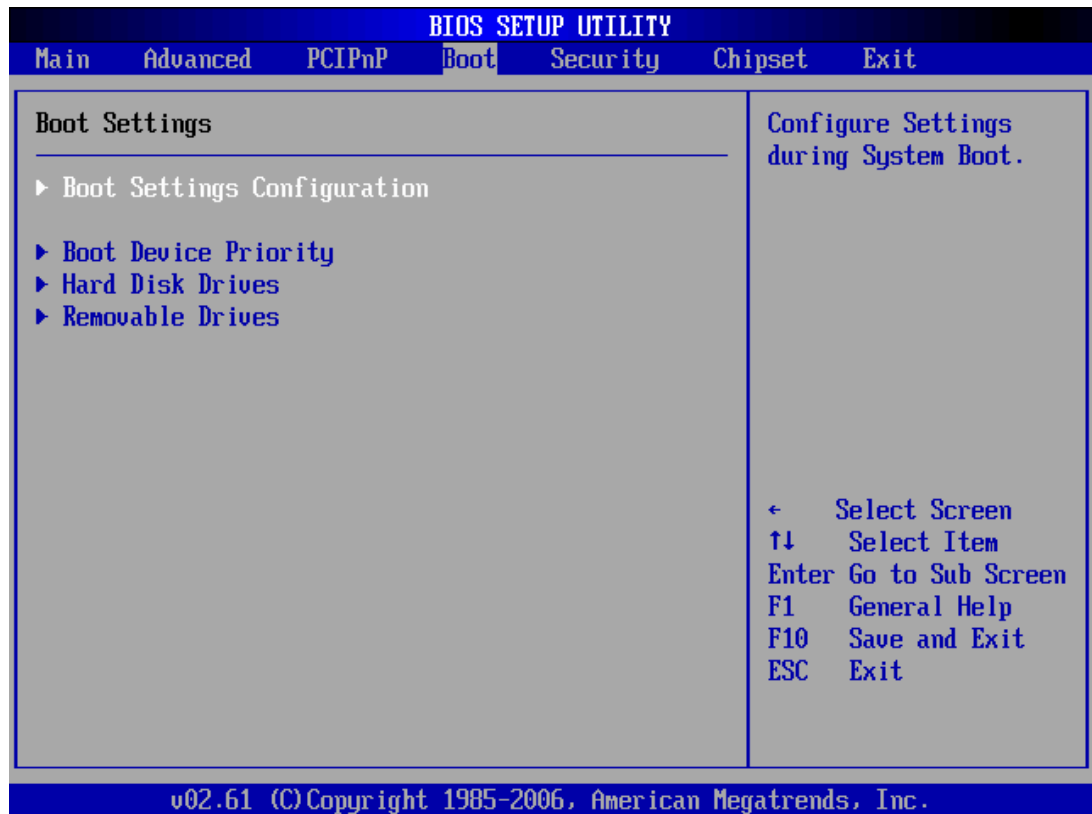 BIOS SETUP UTILITY
Main Advanced PCIPnP Boot Security Chipset Exit
Boot Settings
▶ Boot Settings Configuration
▶ Boot Device Priority
▶ Hard Disk Drives
▶ Removable Drives
Configure Settings
during System Boot.
← Select Screen
↑↓ Select Item
Enter Go to Sub Screen
F1 General Help
F10 Save and Exit
ESC Exit
v02.61 (C)Copyright 1985-2006, American Megatrends, Inc.